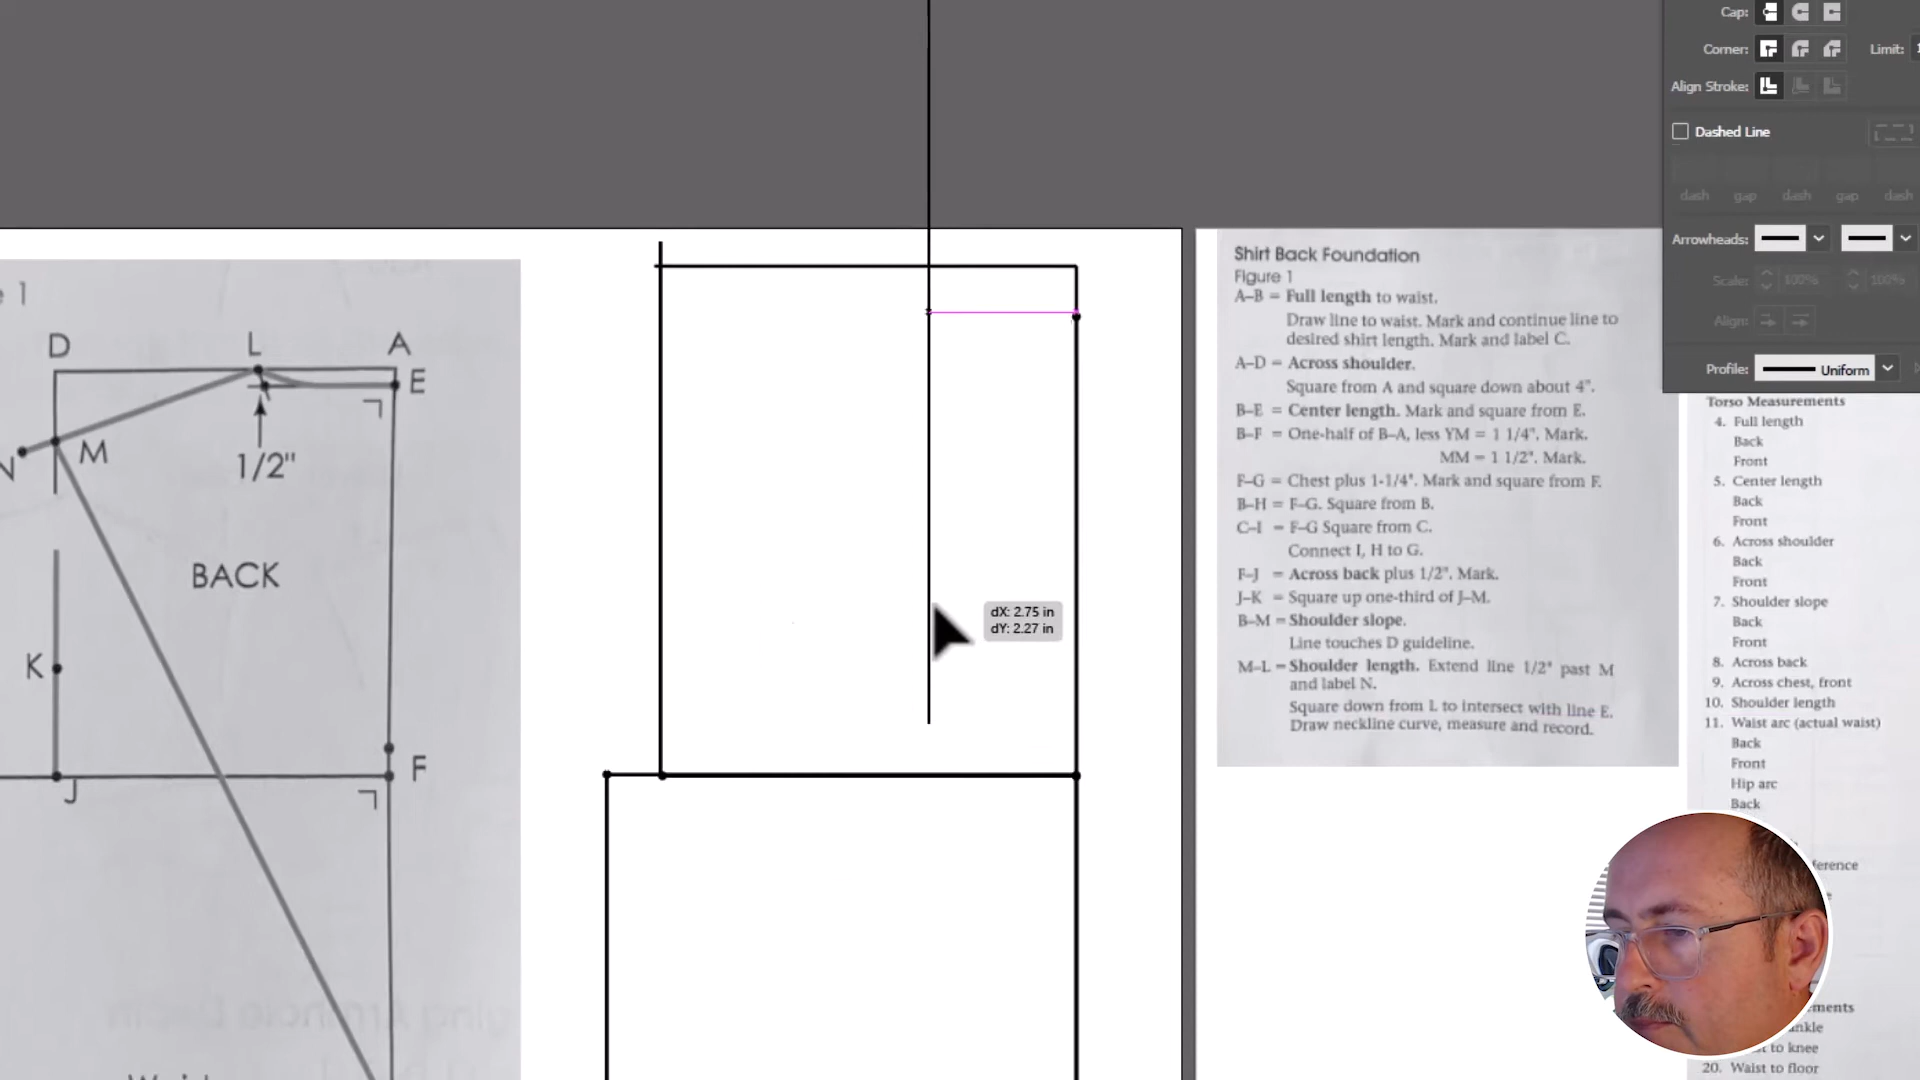 Cap:
Corner:
Limit:
Align Stroke:
Dashed Line
dash gap dash gap dash
Arrowheads:
Scale: 100% 100%
Align:
Profile: Uniform
e 1
D L A
E
M
N
1/2"
BACK
K
J
F
dX: 2.75 in
dY: 2.27 in
Shirt Back Foundation
Figure 1
A–B = Full length to waist.
Draw line to waist. Mark and continue line to
desired shirt length. Mark and label C.
A–D = Across shoulder.
Square from A and square down about 4".
B–E = Center length. Mark and square from E.
B–F = One-half of B–A, less YM = 1 1/4". Mark.
MM = 1 1/2". Mark.
F–G = Chest plus 1-1/4". Mark and square from F.
B–H = F–G. Square from B.
C–I = F–G Square from C.
Connect I, H to G.
F–J = Across back plus 1/2". Mark.
J–K = Square up one-third of J–M.
B–M = Shoulder slope.
Line touches D guideline.
M–L = Shoulder length. Extend line 1/2" past M
and label N.
Square down from L to intersect with line E.
Draw neckline curve, measure and record.
Torso Measurements
4. Full length
Back
Front
5. Center length
Back
Front
6. Across shoulder
Back
Front
7. Shoulder slope
Back
Front
8. Across back
9. Across chest, front
10. Shoulder length
11. Waist arc (actual waist)
Back
Front
Hip arc
Back
ference
ments
ankle
to knee
20. Waist to floor